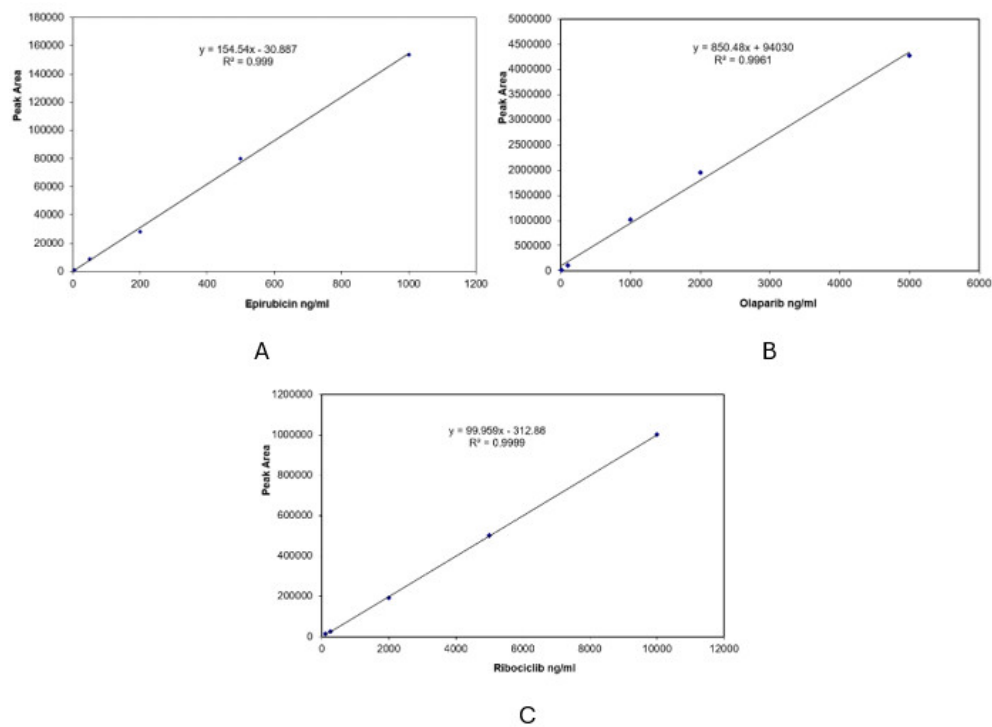 180000
160000
140000
120000
100000
80000
60000
40000
20000
0
Peak Area
y = 154.54x - 30.887
R² = 0.999
0 200 400 600 800 1000 1200
Epirubicin ng/ml
A
5000000
4500000
4000000
3500000
3000000
2500000
2000000
1500000
1000000
500000
0
Peak Area
y = 850.48x + 94030
R² = 0.9961
0 1000 2000 3000 4000 5000 6000
Olaparib ng/ml
B
1200000
1000000
800000
600000
400000
200000
0
Peak Area
y = 99.959x - 312.86
R² = 0.9999
0 2000 4000 6000 8000 10000 12000
Ribociclib ng/ml
C